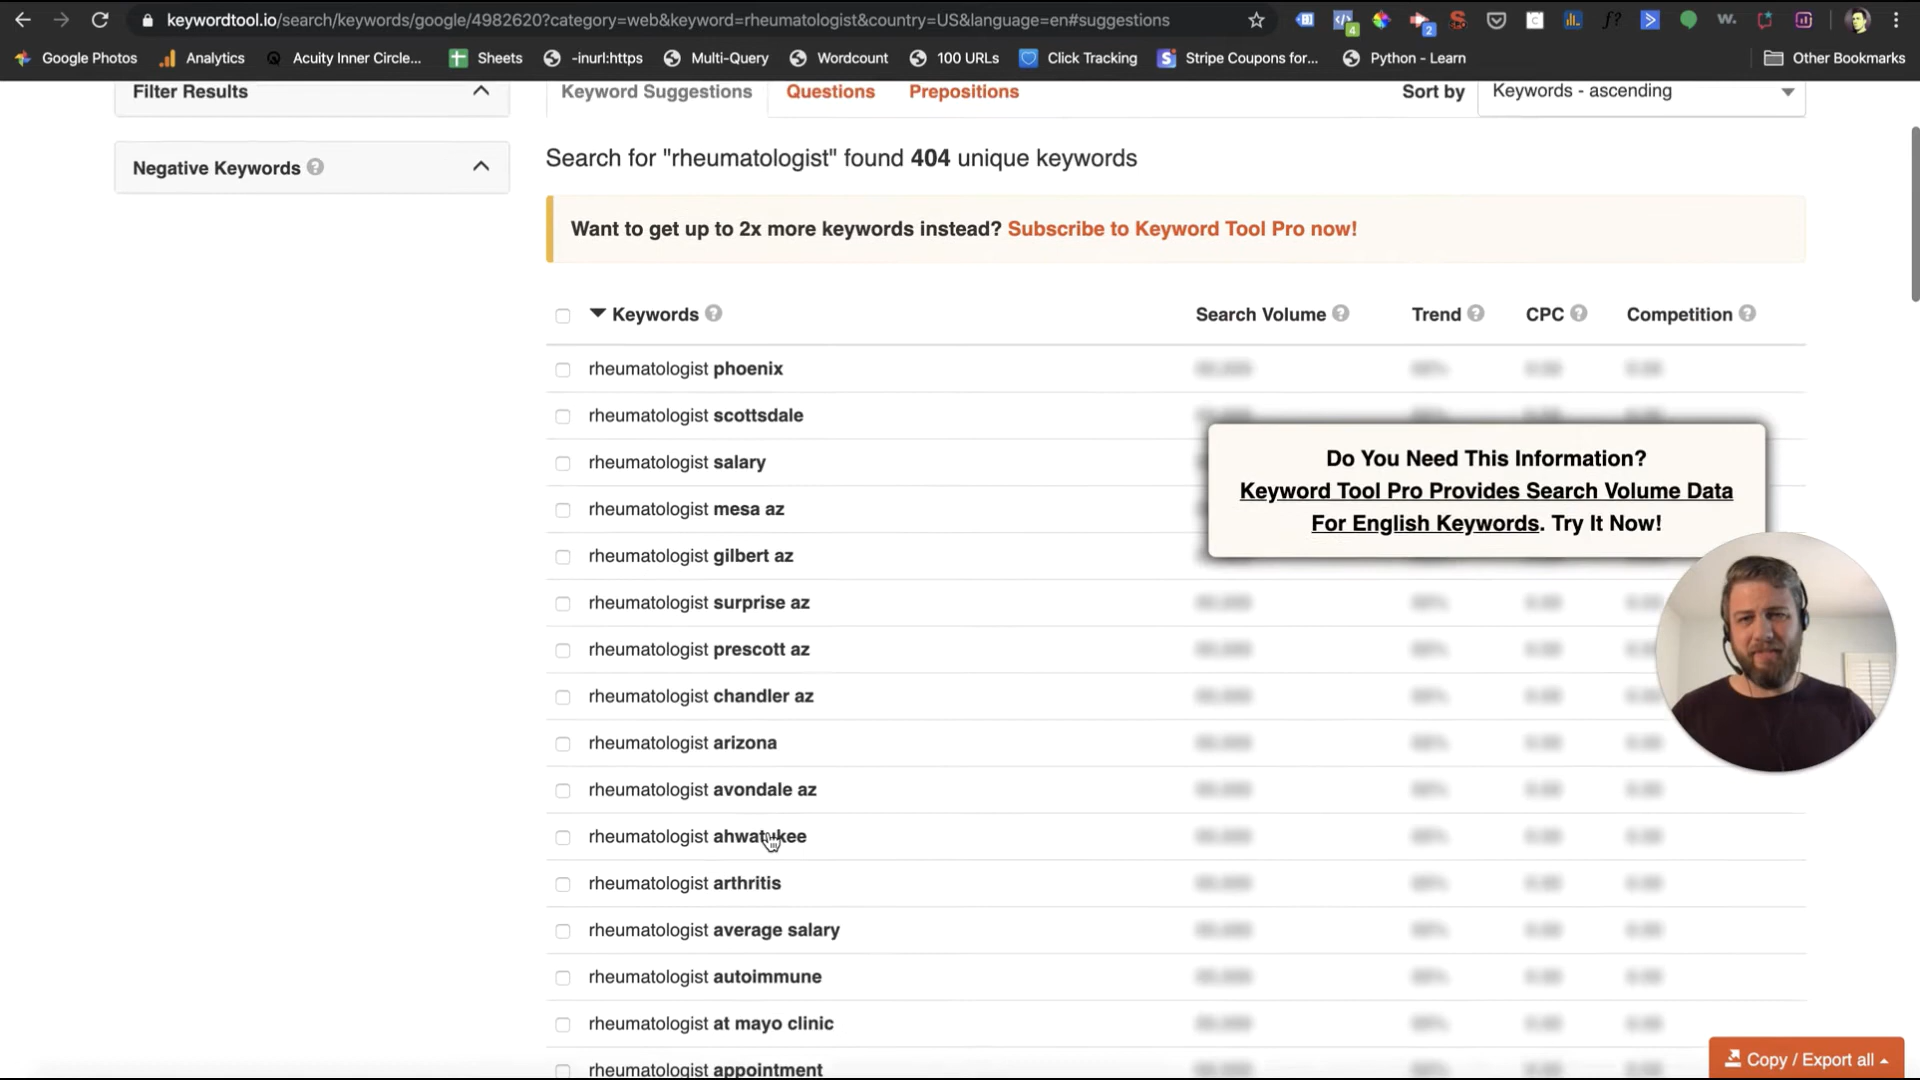 keywordtool.io/search/keywords/google/4982620?category=web&keyword=rheumatologist&country=US&language=en#suggestions
Google Photos Analytics Acuity Inner Circle... Sheets -inurl:https Multi-Query Wordcount 100 URLs Click Tracking Stripe Coupons for... Python - Learn Other Bookmarks
Filter Results
Negative Keywords ?
Keyword Suggestions Questions Prepositions Sort by Keywords - ascending
Search for "rheumatologist" found 404 unique keywords
Want to get up to 2x more keywords instead? Subscribe to Keyword Tool Pro now!
Keywords ? Search Volume ? Trend ? CPC ? Competition ?
rheumatologist phoenix
rheumatologist scottsdale
rheumatologist salary
rheumatologist mesa az
rheumatologist gilbert az
rheumatologist surprise az
rheumatologist prescott az
rheumatologist chandler az
rheumatologist arizona
rheumatologist avondale az
rheumatologist
rheumatologist arthritis
rheumatologist average salary
rheumatologist autoimmune
rheumatologist at mayo clinic
rheumatologist appointment
Do You Need This Information?
Keyword Tool Pro Provides Search Volume Data
For English Keywords. Try It Now!
Copy / Export all